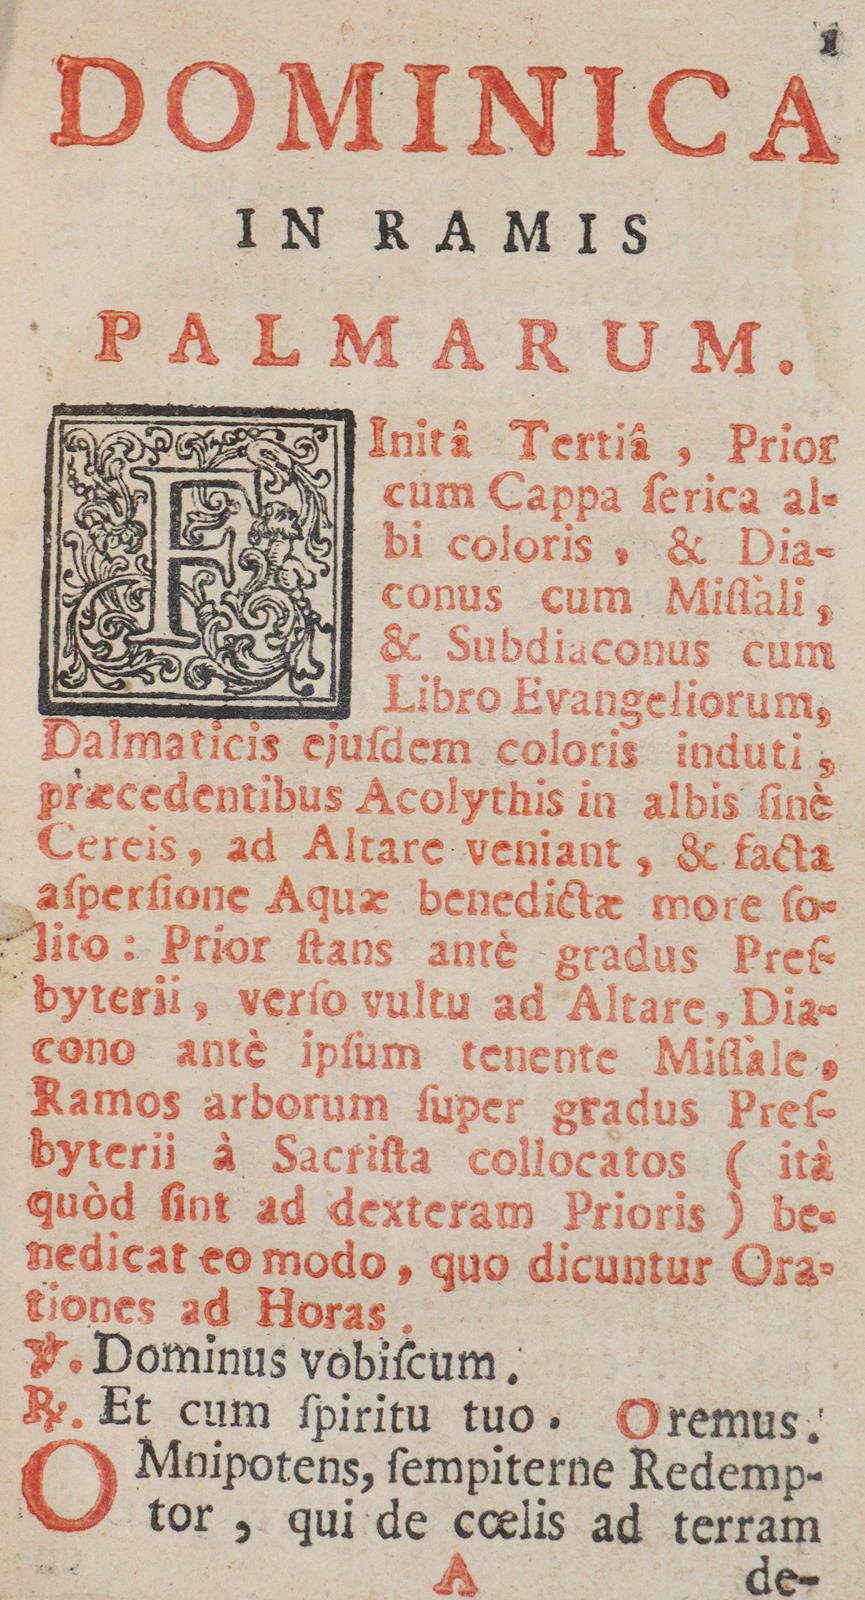 1
DOMINICA
IN RAMIS
PALMARUM.
FInitâ Tertiâ, Prior
cum Cappa ſerica al-
bi coloris, & Dia-
conus cum Miſſali,
& Subdiaconus cum
Libro Evangeliorum,
Dalmaticis ejuſdem coloris induti,
præcedentibus Acolythis in albis ſinè
Cereis, ad Altare veniant, & facta
aſperſione Aquæ benedictæ more ſo-
lito: Prior ſtans antè gradus Preſ-
byterii, verſo vultu ad Altare, Dia-
cono antè ipſum tenente Miſſale,
Ramos arborum ſuper gradus Preſ-
byterii à Sacriſta collocatos (ità
quòd ſint ad dexteram Prioris) be-
nedicat eo modo, quo dicuntur Ora-
tiones ad Horas.
℣. Dominus vobiſcum.
℟. Et cum ſpiritu tuo. Oremus.
OMnipotens, ſempiterne Redemp-
tor, qui de cœlis ad terram
A de-